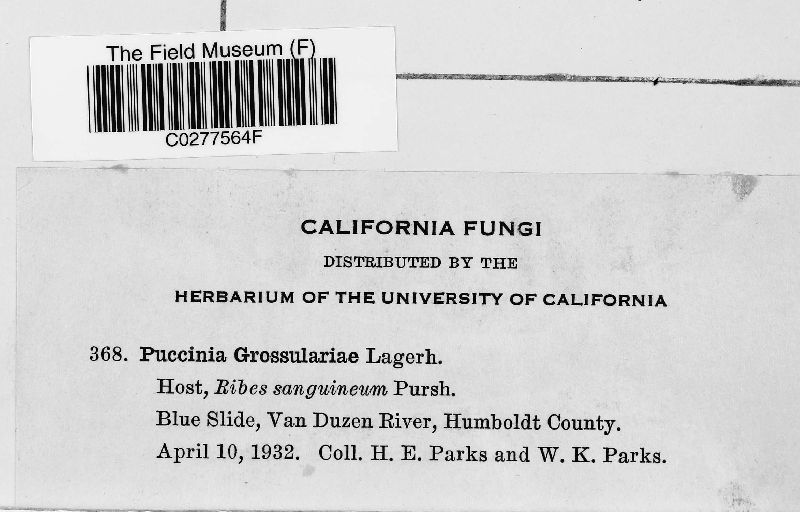 The Field Museum (F)
C0277564F
CALIFORNIA FUNGI
DISTRIBUTED BY THE
HERBARIUM OF THE UNIVERSITY OF CALIFORNIA
368. Puccinia Grossulariae Lagerh.
Host, Ribes sanguineum Pursh.
Blue Slide, Van Duzen River, Humboldt County.
April 10, 1932. Coll. H. E. Parks and W. K. Parks.